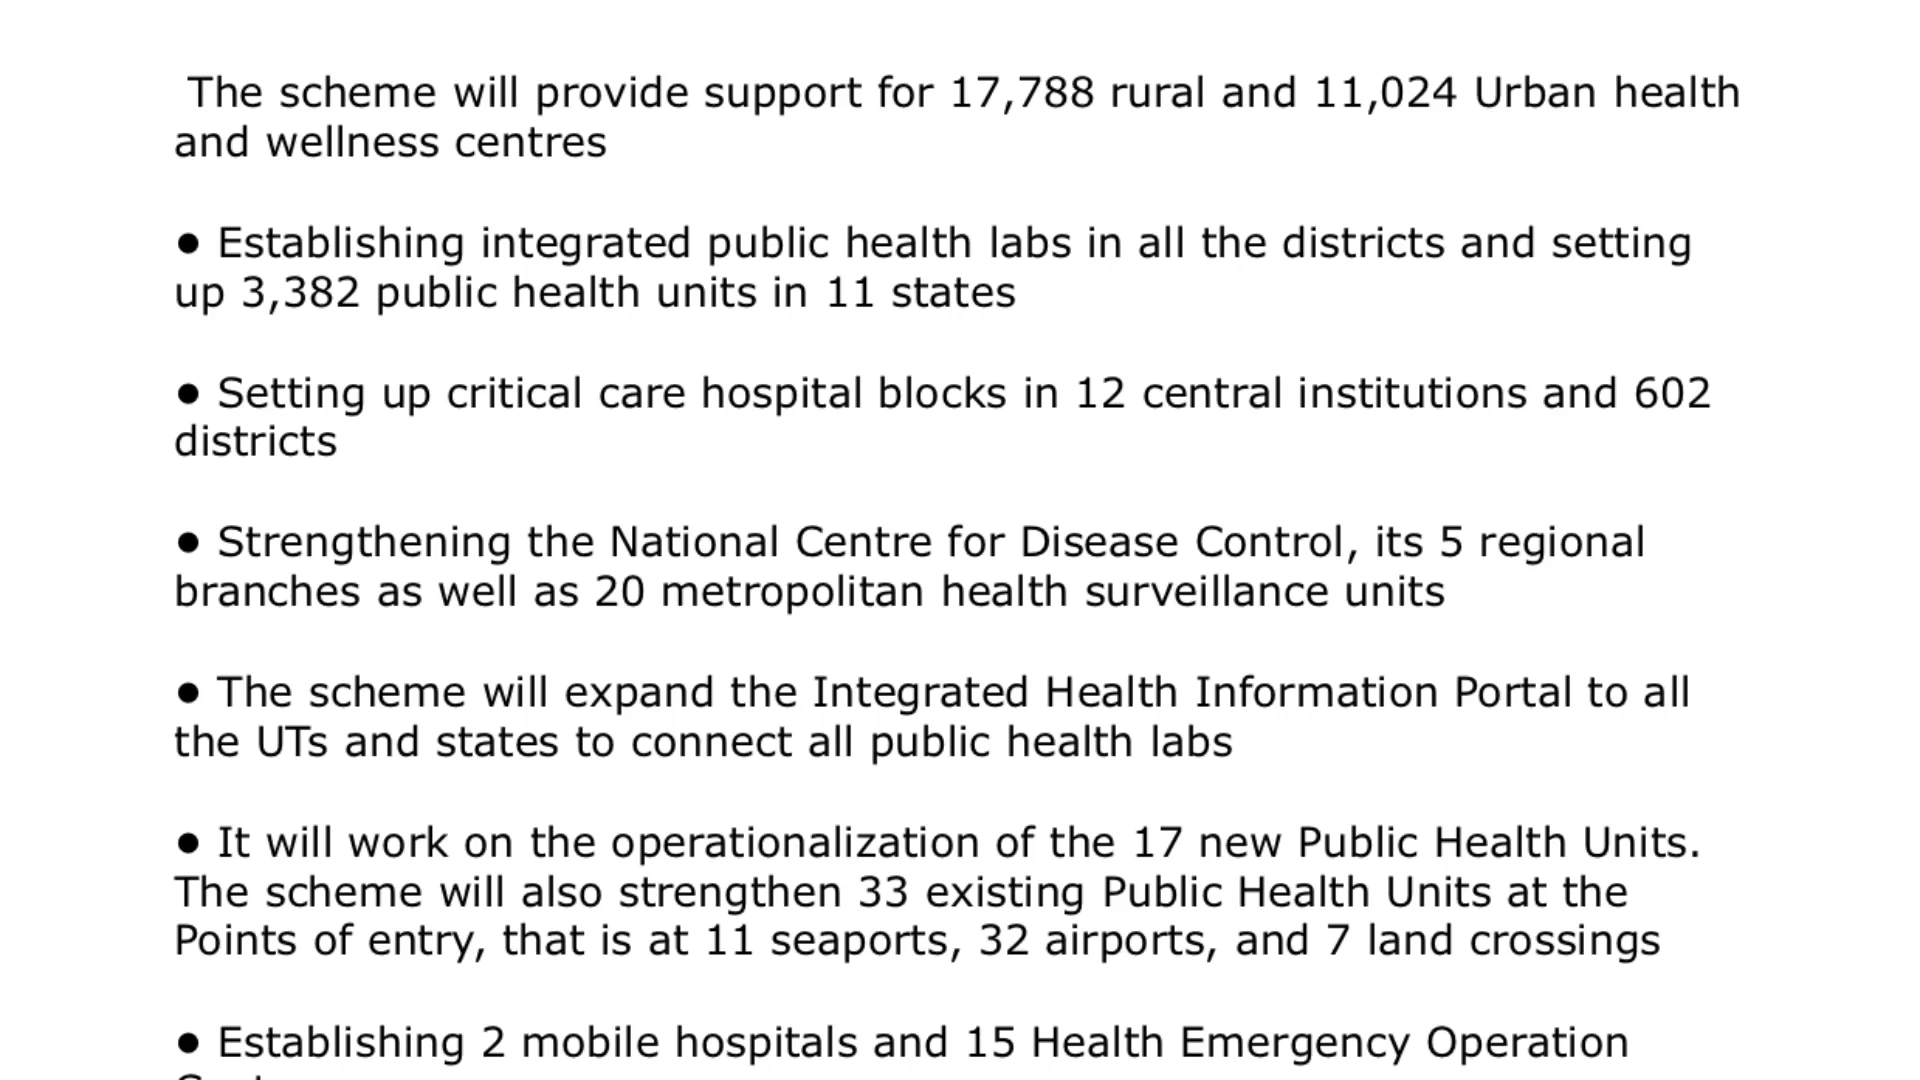 The scheme will provide support for 17,788 rural and 11,024 Urban health
and wellness centres
● Establishing integrated public health labs in all the districts and setting
up 3,382 public health units in 11 states
● Setting up critical care hospital blocks in 12 central institutions and 602
districts
● Strengthening the National Centre for Disease Control, its 5 regional
branches as well as 20 metropolitan health surveillance units
● The scheme will expand the Integrated Health Information Portal to all
the UTs and states to connect all public health labs
● It will work on the operationalization of the 17 new Public Health Units.
The scheme will also strengthen 33 existing Public Health Units at the
Points of entry, that is at 11 seaports, 32 airports, and 7 land crossings
● Establishing 2 mobile hospitals and 15 Health Emergency Operation